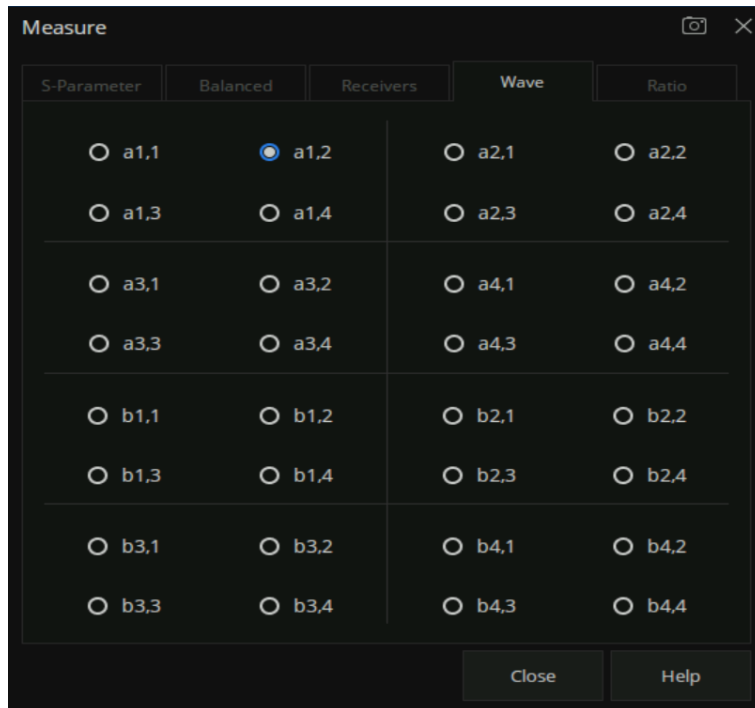 Measure
S-Parameter Balanced Receivers Wave Ratio
a1,1 a1,2 a2,1 a2,2
a1,3 a1,4 a2,3 a2,4
a3,1 a3,2 a4,1 a4,2
a3,3 a3,4 a4,3 a4,4
b1,1 b1,2 b2,1 b2,2
b1,3 b1,4 b2,3 b2,4
b3,1 b3,2 b4,1 b4,2
b3,3 b3,4 b4,3 b4,4
Close Help